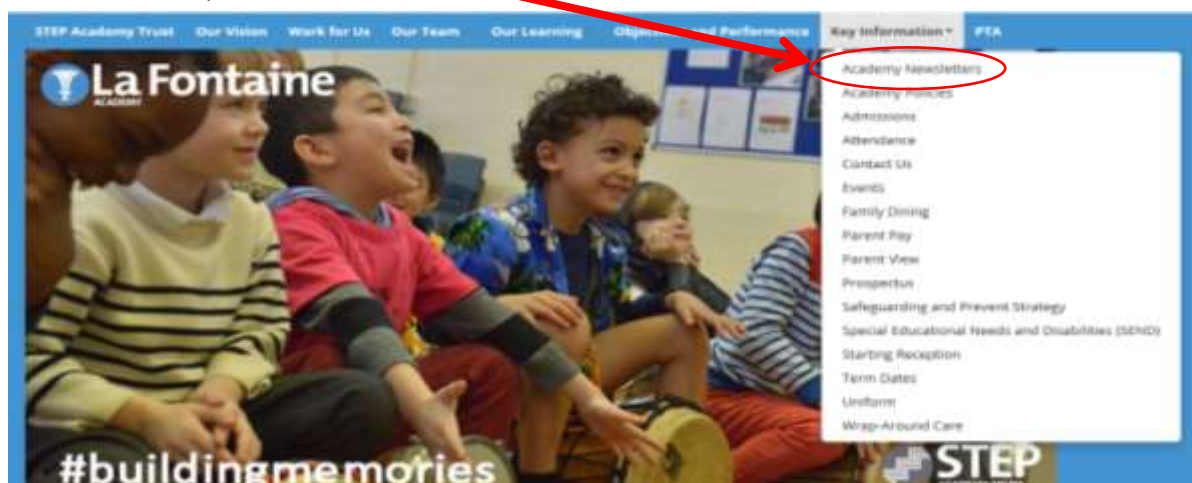 STEP Academy Trust Our Vision Work for Us Our Team Our Learning and Performance Key Information PTA
La Fontaine
ACADEMY
Academy Newsletters
Academy Policies
Admissions
Attendance
Contact Us
Events
Family Dining
Parent Pay
Parent View
Prospectus
Safeguarding and Prevent Strategy
Special Educational Needs and Disabilities (SEND)
Starting Reception
Term Dates
Uniform
Wrap-Around Care
#buildingmemories
STEP